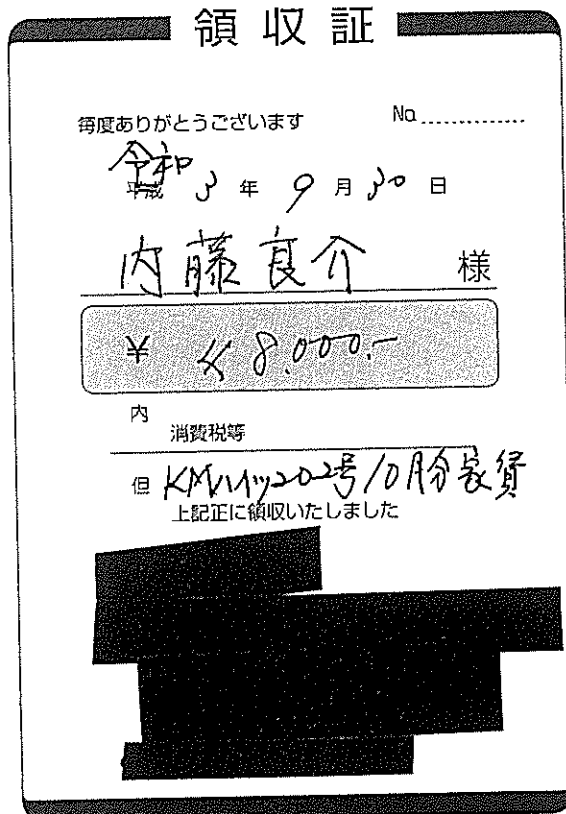 領収証
毎度ありがとうございます
No.
令和
平成 3 年 9 月 30 日
内藤良介 様
¥ 8.000.-
内
消費税等
但 KMハイツ202号10月分家賃
上記正に領収いたしました